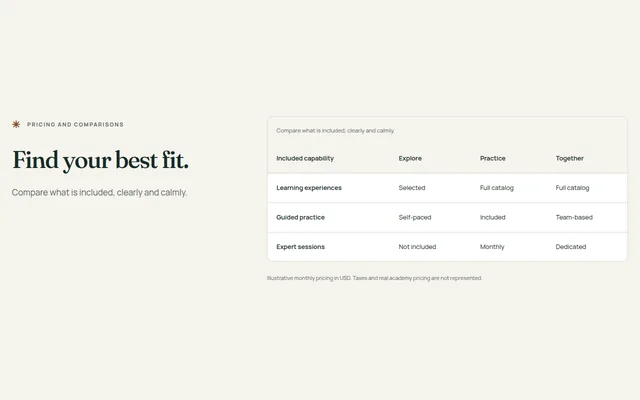 PRICING AND COMPARISONS
Find your best fit.
Compare what is included, clearly and calmly.
Compare what is included, clearly and calmly.
Included capability Explore Practice Together
Learning experiences Selected Full catalog Full catalog
Guided practice Self-paced Included Team-based
Expert sessions Not included Monthly Dedicated
Illustrative monthly pricing in USD. Taxes and real academy pricing are not represented.